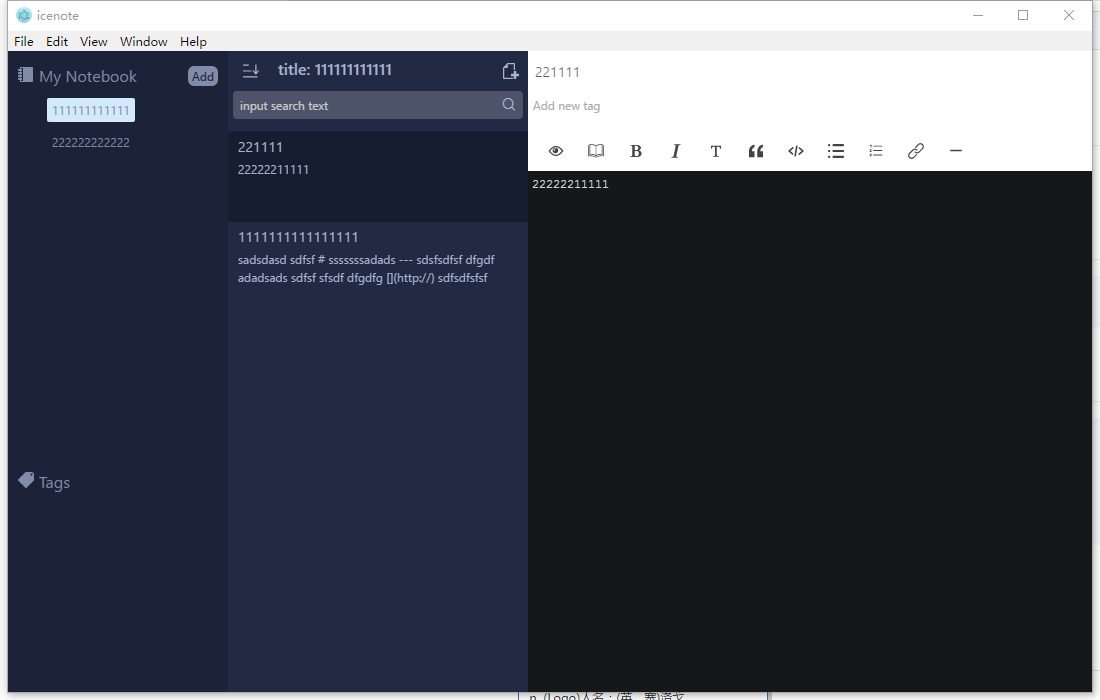 icenote
File Edit View Window Help
My Notebook Add
111111111111
222222222222
Tags
title: 111111111111
input search text
221111
22222211111
1111111111111111
sadsdasd sdfsf # sssssssadads --- sdsfsdfsf dfgdf
adadsads sdfsf sfsdf dfgdfg [](http://) sdfsdfsfsf
221111
Add new tag
B I T
22222211111
n. (Logo)人名；(英、塞)洛戈